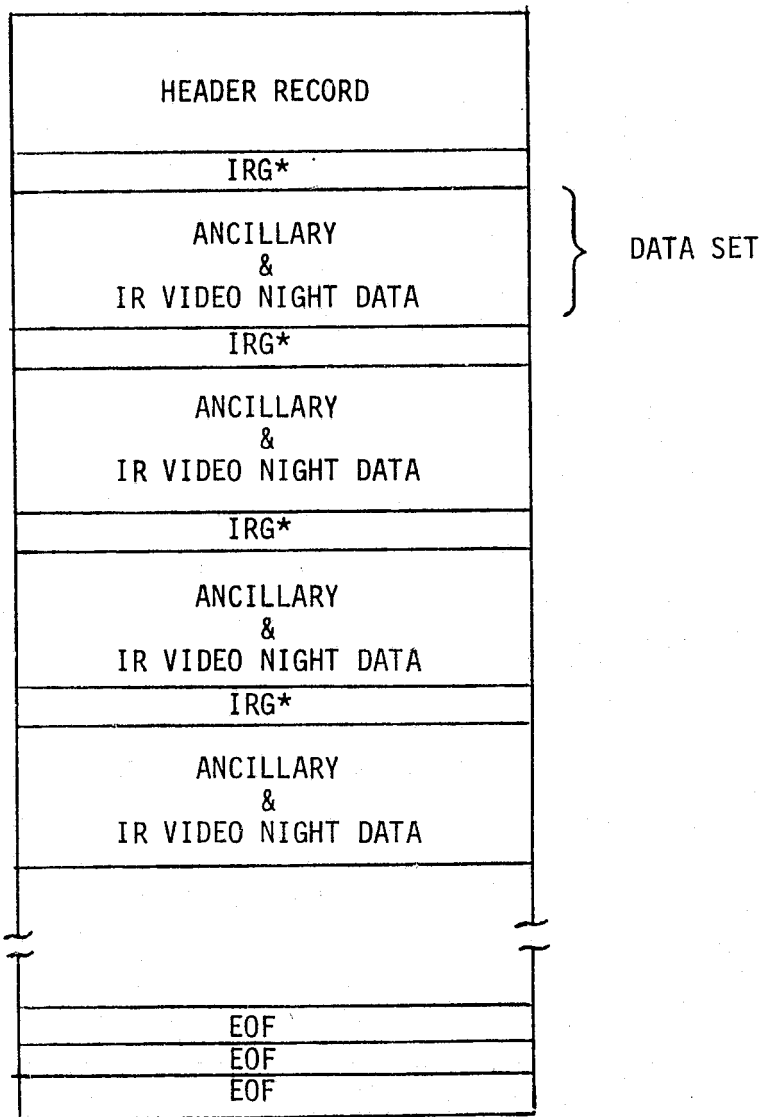 HEADER RECORD
IRG*
ANCILLARY
&
IR VIDEO NIGHT DATA
DATA SET
IRG*
ANCILLARY
&
IR VIDEO NIGHT DATA
IRG*
ANCILLARY
&
IR VIDEO NIGHT DATA
IRG*
ANCILLARY
&
IR VIDEO NIGHT DATA
EOF
EOF
EOF